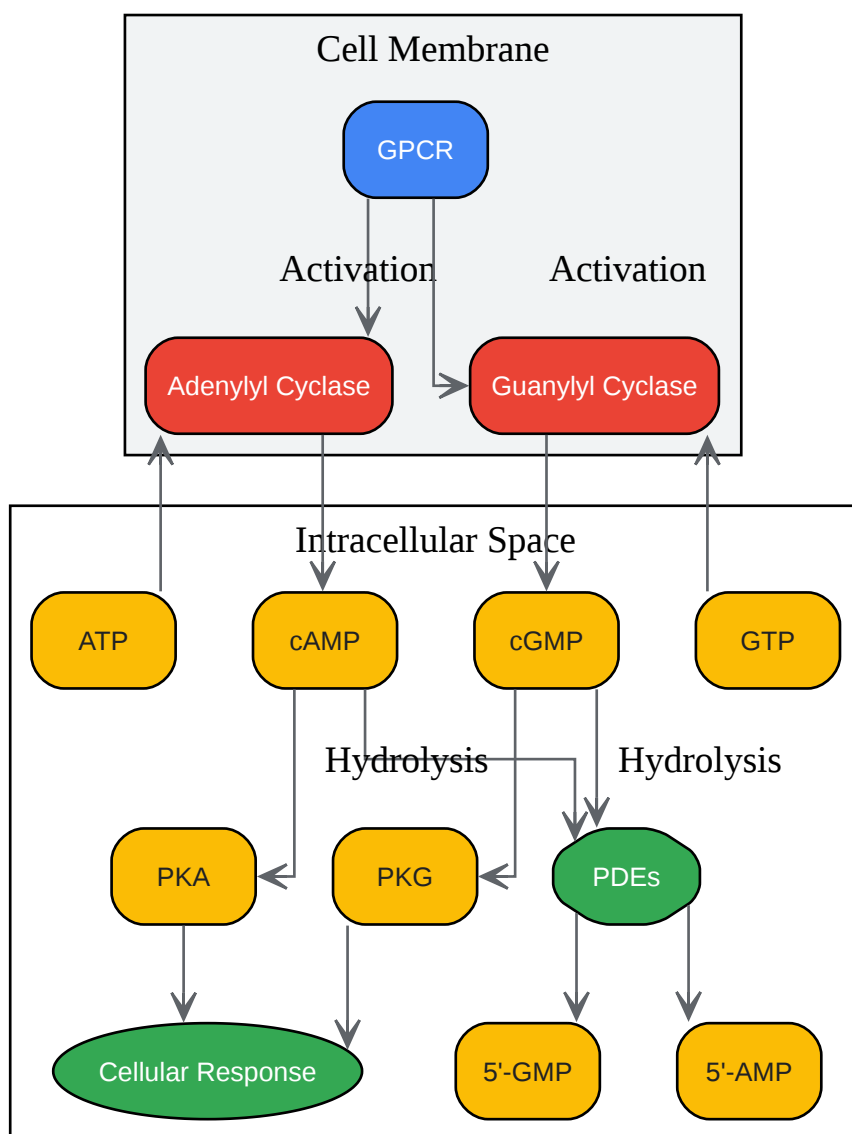 Cell Membrane
GPCR
Activation
Activation
Adenylyl Cyclase
Guanylyl Cyclase
Intracellular Space
ATP
cAMP
cGMP
GTP
Hydrolysis
Hydrolysis
PKA
PKG
PDEs
Cellular Response
5'-GMP
5'-AMP